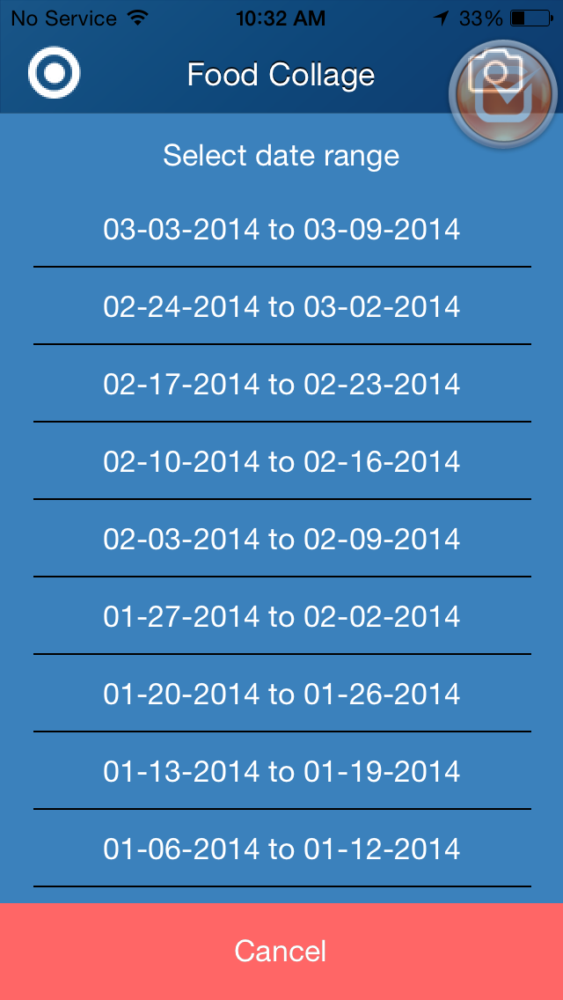 No Service 10:32 AM 33%
Food Collage
Select date range
03-03-2014 to 03-09-2014
02-24-2014 to 03-02-2014
02-17-2014 to 02-23-2014
02-10-2014 to 02-16-2014
02-03-2014 to 02-09-2014
01-27-2014 to 02-02-2014
01-20-2014 to 01-26-2014
01-13-2014 to 01-19-2014
01-06-2014 to 01-12-2014
Cancel